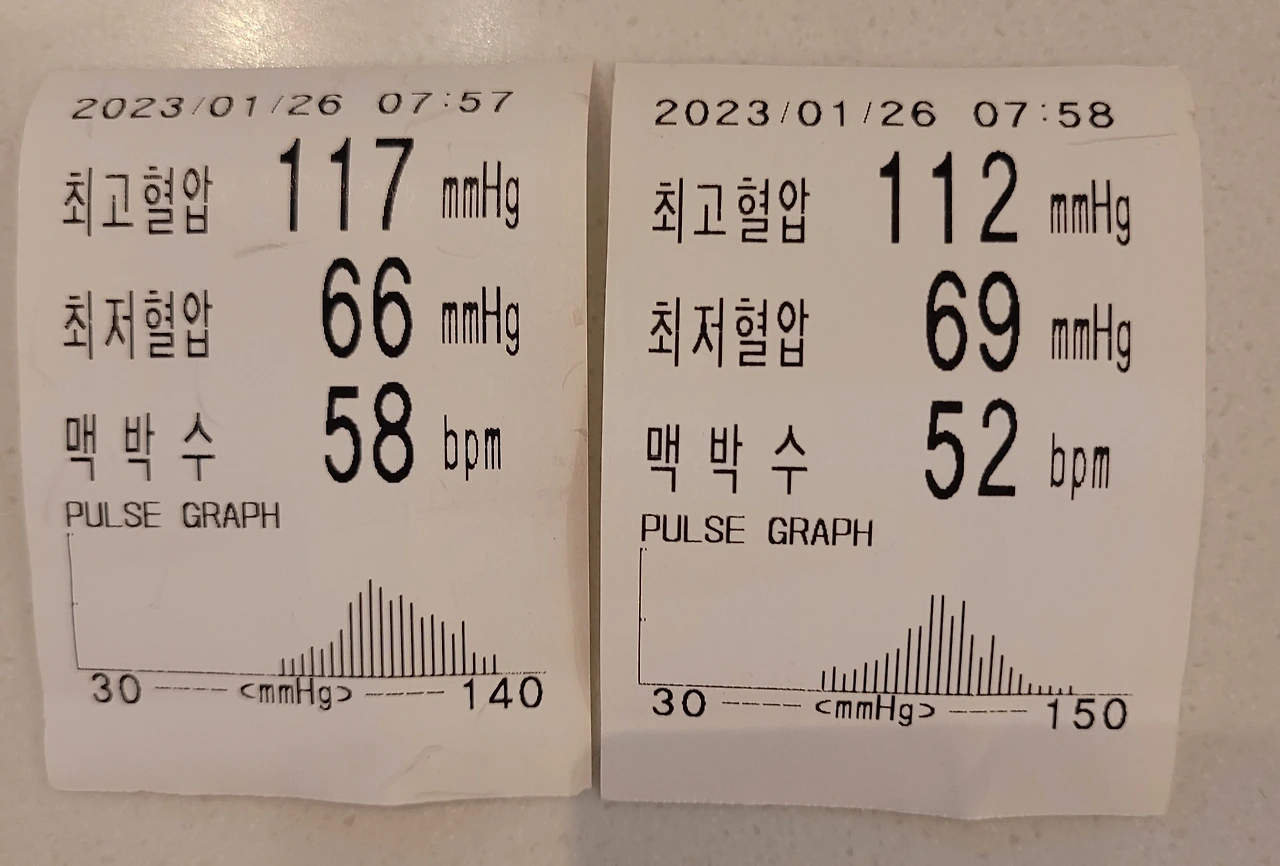 2023/01/26 07:57
최고혈압 117 mmHg
최저혈압 66 mmHg
맥박수 58 bpm
PULSE GRAPH
30 ---- <mmHg> ---- 140
2023/01/26 07:58
최고혈압 112 mmHg
최저혈압 69 mmHg
맥박수 52 bpm
PULSE GRAPH
30 ---- <mmHg> ---- 150